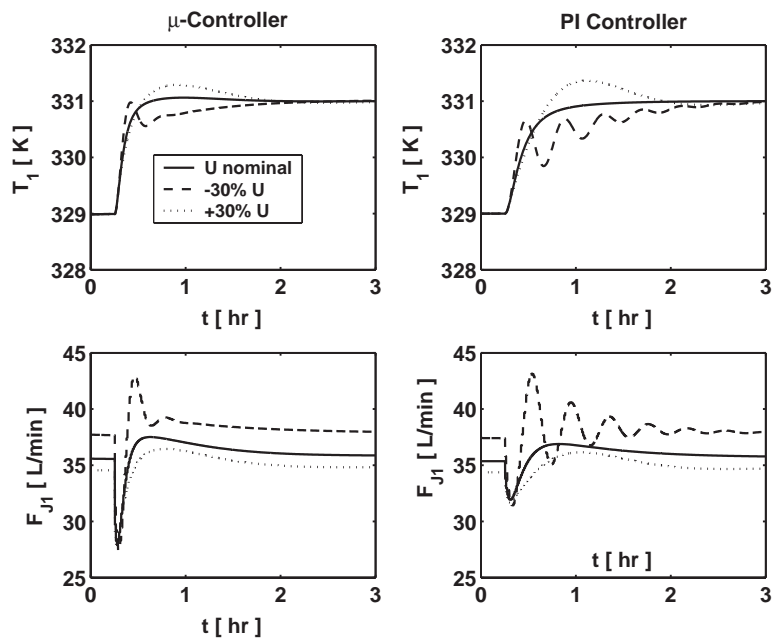 μ-Controller
PI Controller
332
331
330
329
328
T1 [ K ]
U nominal
-30% U
+30% U
0
1
2
3
t [ hr ]
332
331
330
329
328
T1 [ K ]
0
1
2
3
t [ hr ]
45
40
35
30
25
FJ1 [ L/min ]
0
1
2
3
t [ hr ]
45
40
35
30
25
FJ1 [ L/min ]
t [ hr ]
0
1
2
3